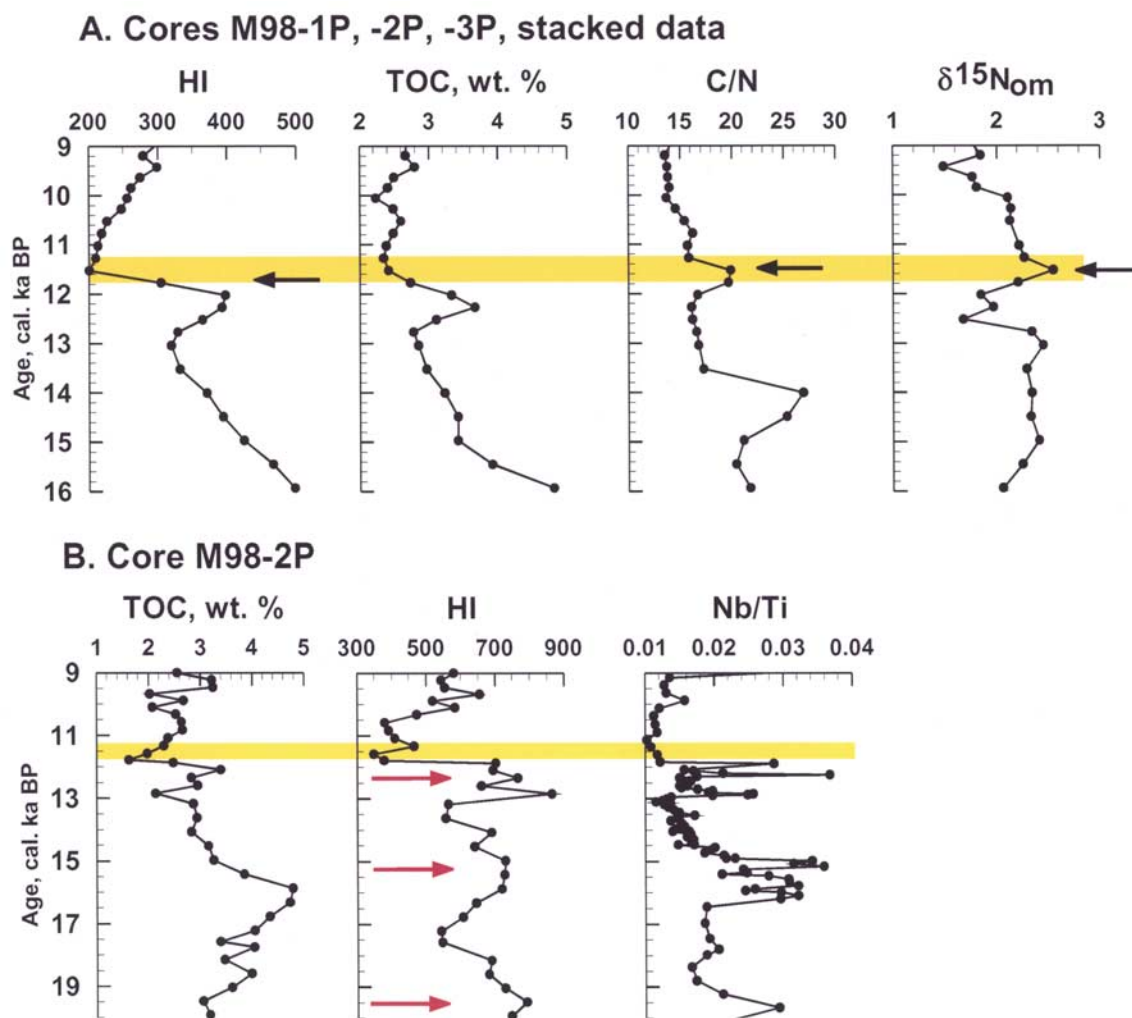 A. Cores M98-1P, -2P, -3P, stacked data
HI TOC, wt. % C/N δ15Nom
200 300 400 500 2 3 4 5 10 15 20 25 30 1 2 3
Age, cal. ka BP
9
10
11
12
13
14
15
16
B. Core M98-2P
TOC, wt. % HI Nb/Ti
1 2 3 4 5 300 500 700 900 0.01 0.02 0.03 0.04
Age, cal. ka BP
9
11
13
15
17
19